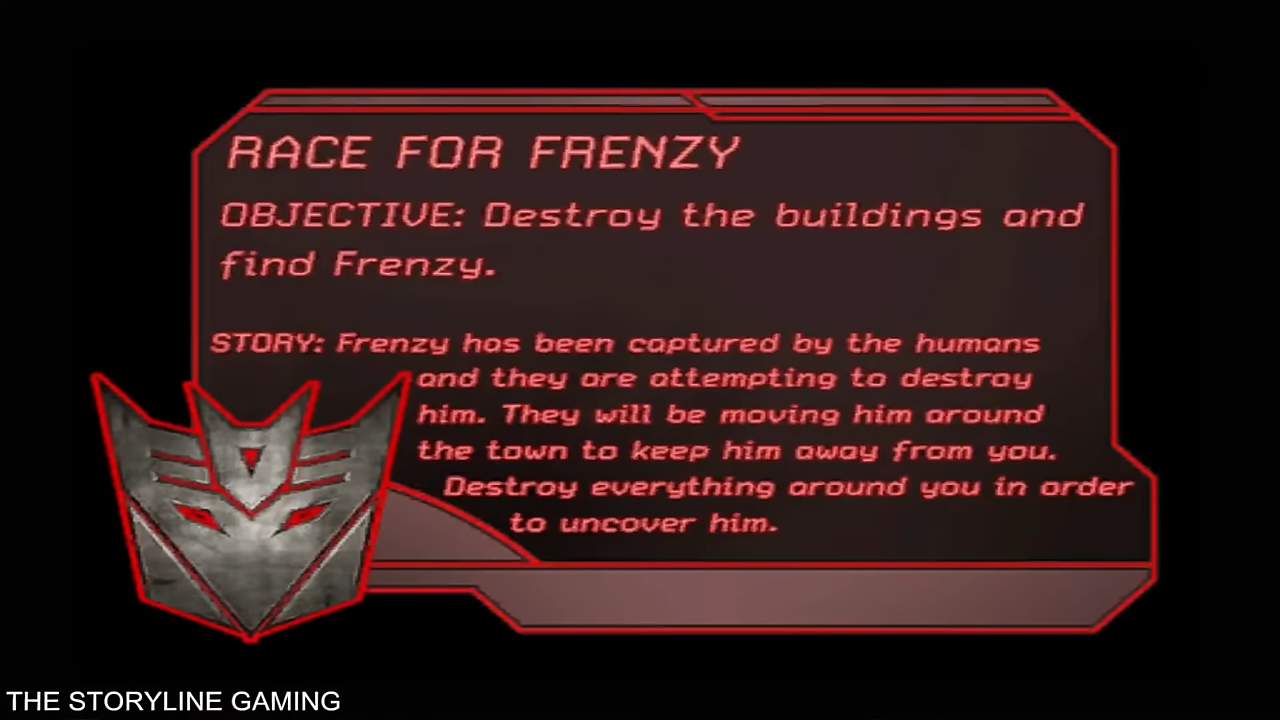 RACE FOR FRENZY
OBJECTIVE: Destroy the buildings and
find Frenzy.
STORY: Frenzy has been captured by the humans
and they are attempting to destroy
him. They will be moving him around
the town to keep him away from you.
Destroy everything around you in order
to uncover him.
THE STORYLINE GAMING